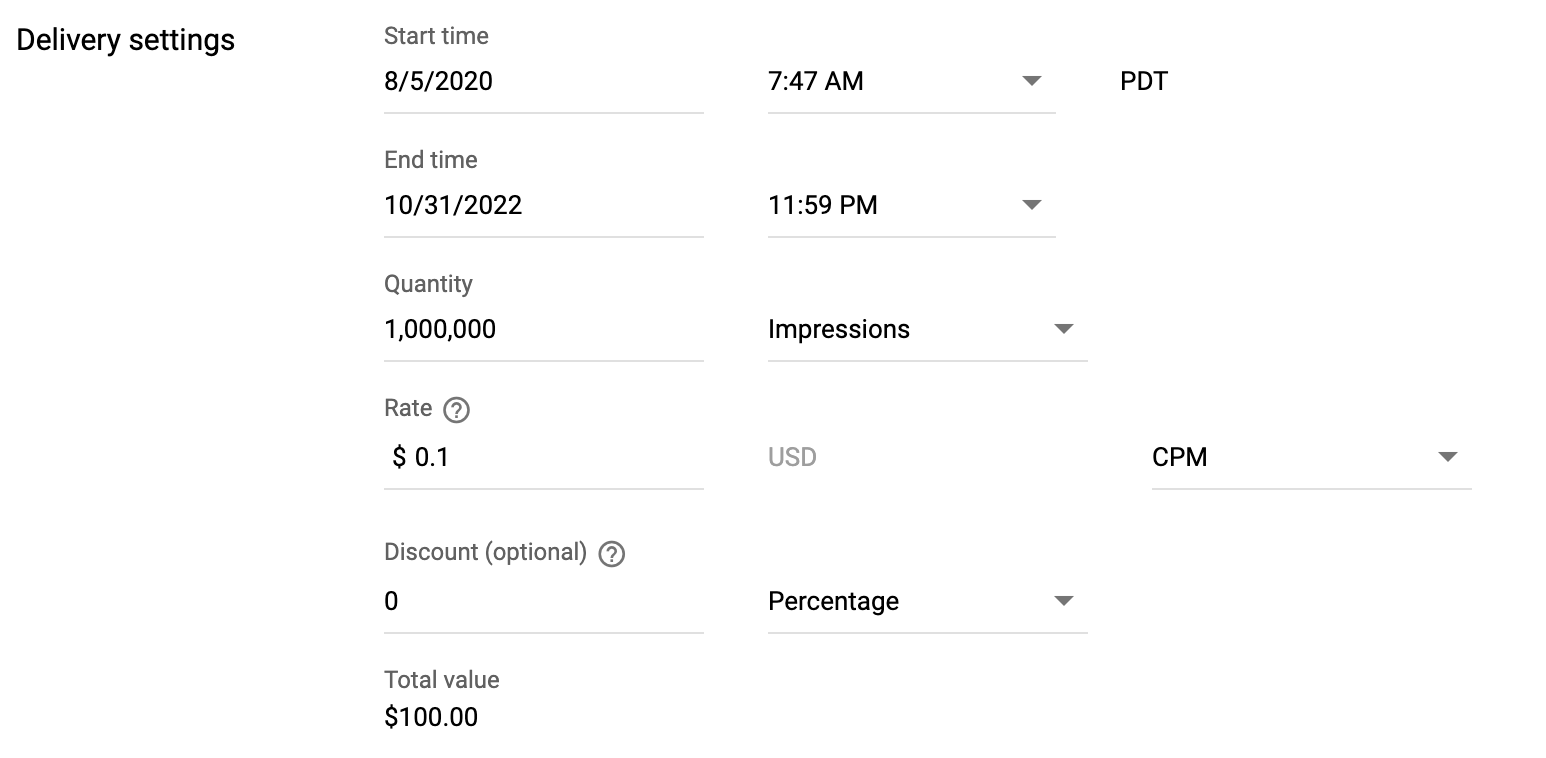 Delivery settings
Start time
8/5/2020 7:47 AM PDT
End time
10/31/2022 11:59 PM
Quantity
1,000,000 Impressions
Rate ?
$ 0.1 USD CPM
Discount (optional) ?
0 Percentage
Total value
$100.00